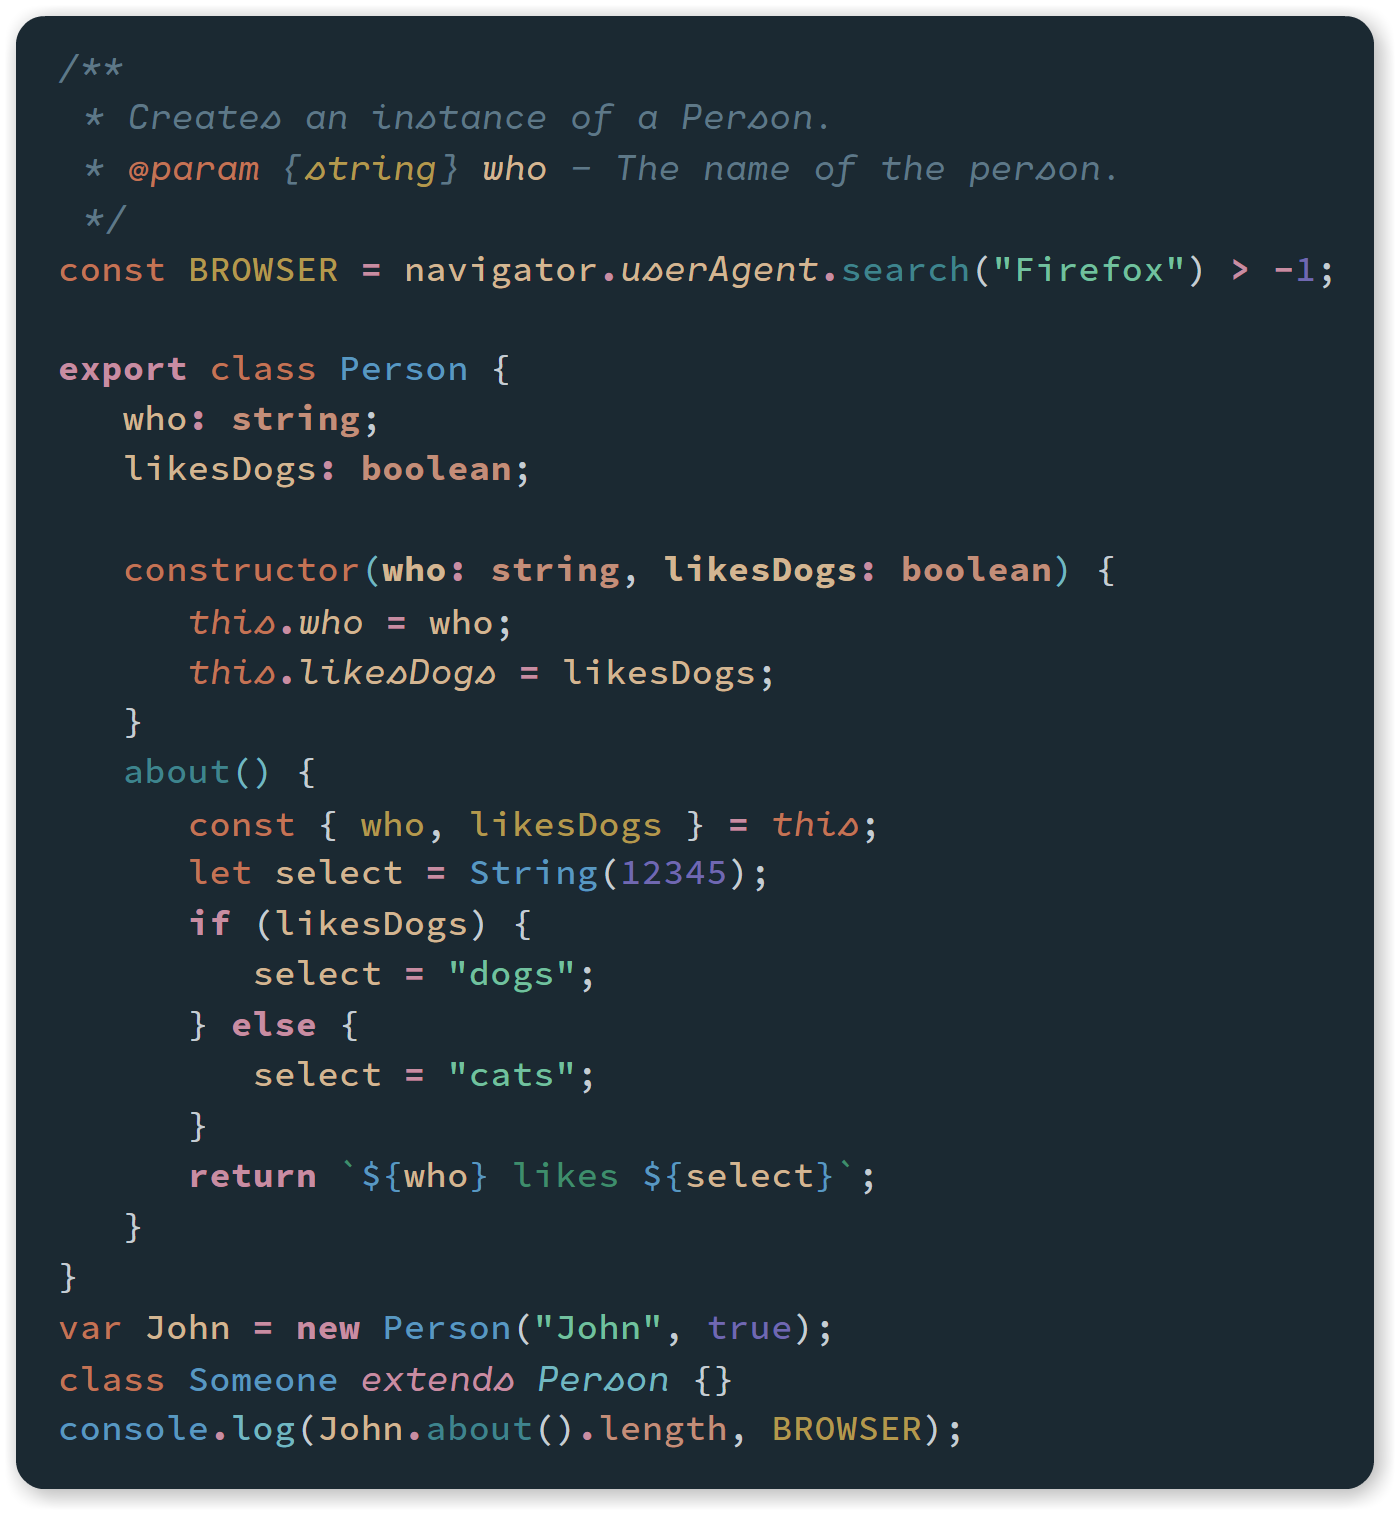 /**
 * Creates an instance of a Person.
 * @param {string} who - The name of the person.
 */
const BROWSER = navigator.userAgent.search("Firefox") > -1;

export class Person {
   who: string;
   likesDogs: boolean;

   constructor(who: string, likesDogs: boolean) {
      this.who = who;
      this.likesDogs = likesDogs;
   }
   about() {
      const { who, likesDogs } = this;
      let select = String(12345);
      if (likesDogs) {
         select = "dogs";
      } else {
         select = "cats";
      }
      return `${who} likes ${select}`;
   }
}
var John = new Person("John", true);
class Someone extends Person {}
console.log(John.about().length, BROWSER);